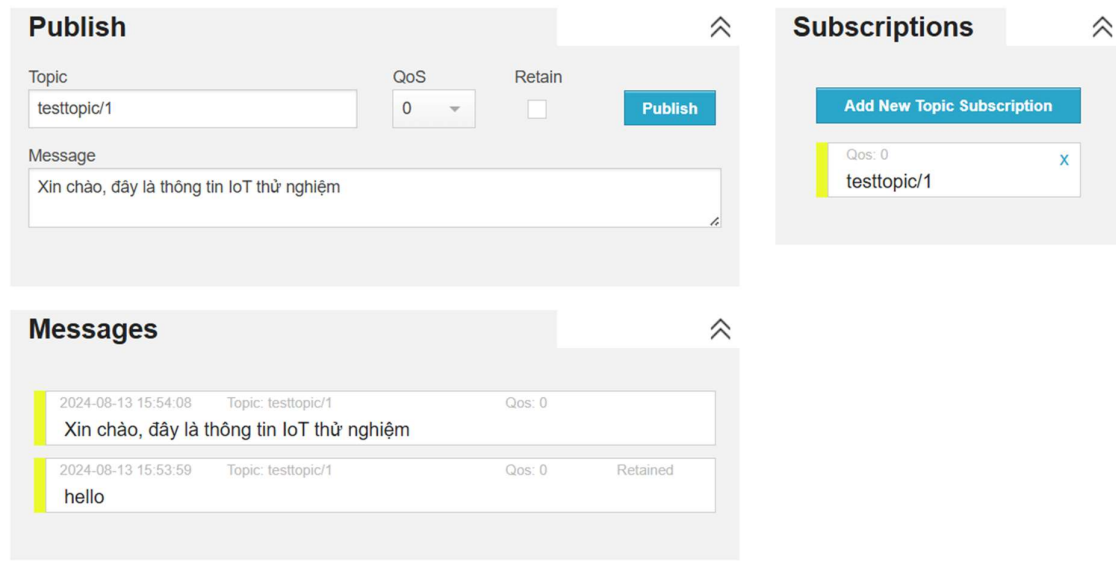 Publish
Topic
QoS
Retain
testtopic/1
0
Publish
Message
Xin chào, đây là thông tin IoT thử nghiệm
Subscriptions
Add New Topic Subscription
Qos: 0
X
testtopic/1
Messages
2024-08-13 15:54:08 Topic: testtopic/1 Qos: 0
Xin chào, đây là thông tin IoT thử nghiệm
2024-08-13 15:53:59 Topic: testtopic/1 Qos: 0 Retained
hello